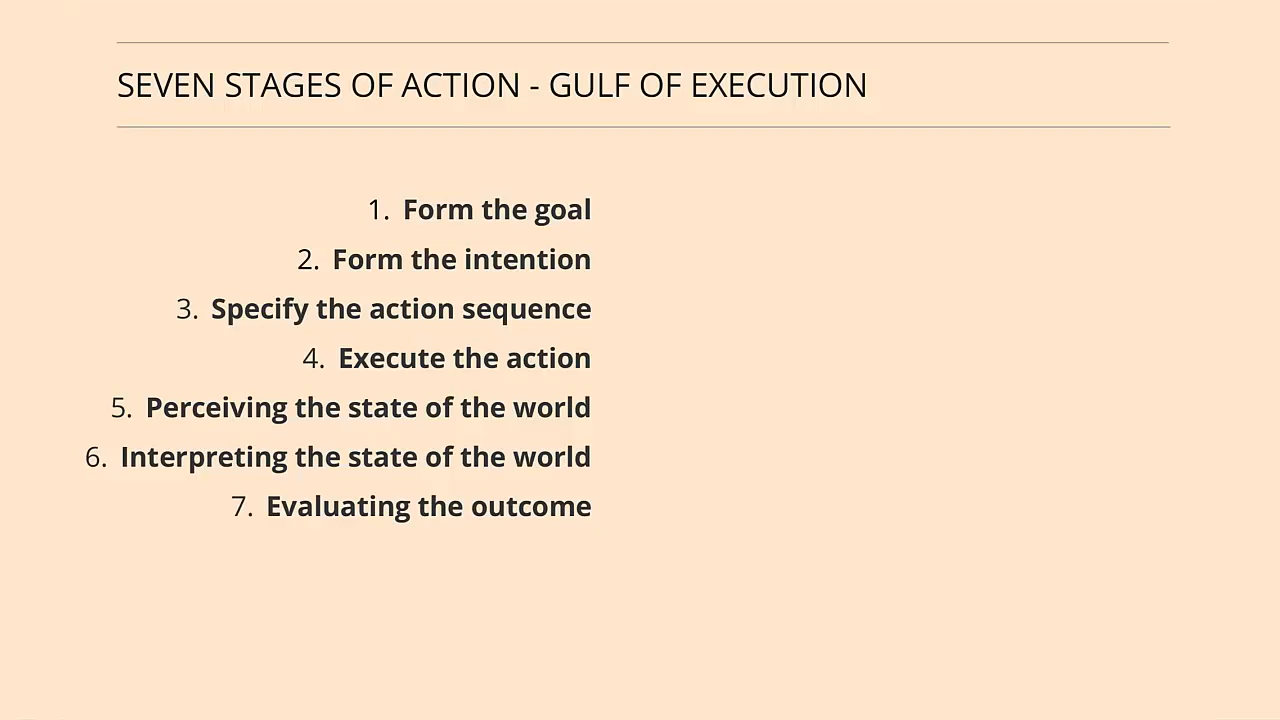 SEVEN STAGES OF ACTION - GULF OF EXECUTION
1. Form the goal
2. Form the intention
3. Specify the action sequence
4. Execute the action
5. Perceiving the state of the world
6. Interpreting the state of the world
7. Evaluating the outcome